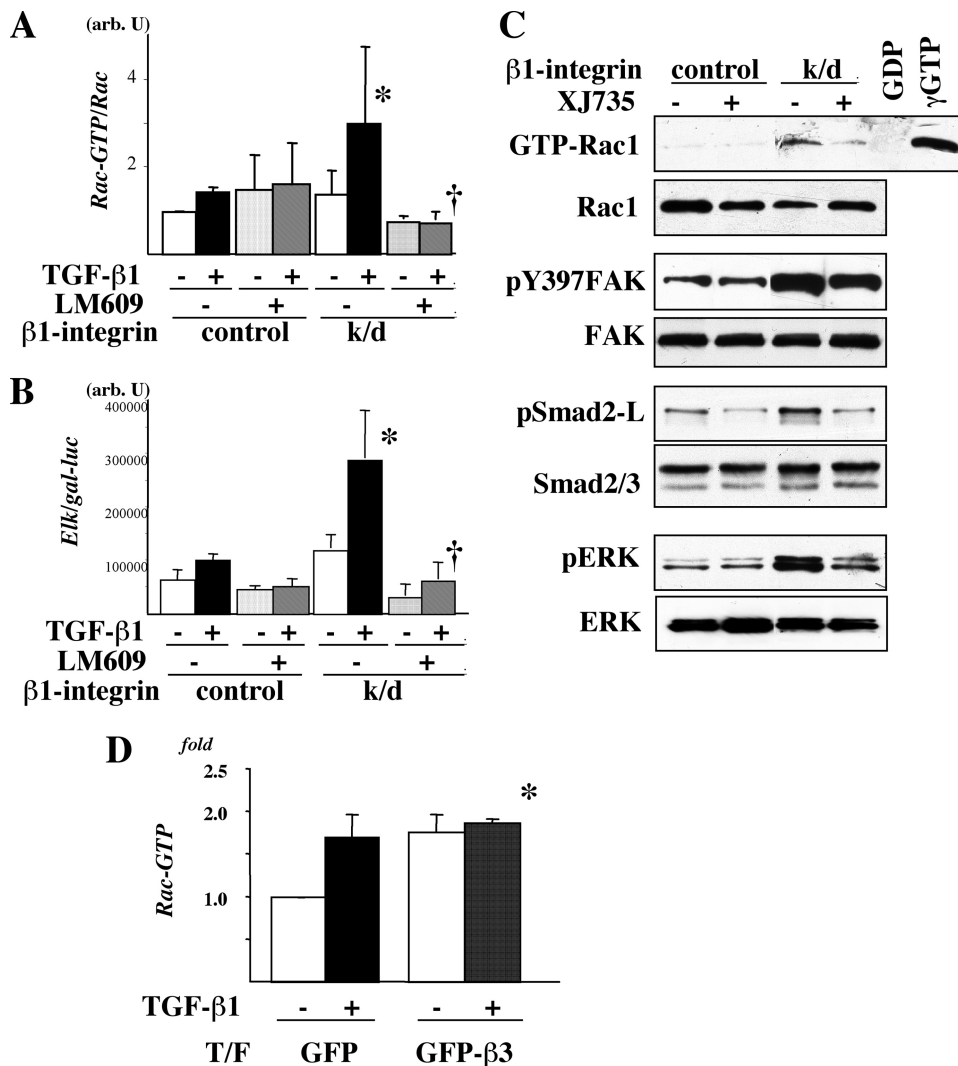 A
(arb. U)
Rac-GTP/Rac
4
2
*
†
TGF-β1 - + - + - + - +
LM609 - + - +
β1-integrin control k/d
B
(arb. U)
Elk/gal-luc
400000
300000
200000
100000
*
†
TGF-β1 - + - + - + - +
LM609 - + - +
β1-integrin control k/d
C
β1-integrin control k/d GDP γGTP
XJ735 - + - +
GTP-Rac1
Rac1
pY397FAK
FAK
pSmad2-L
Smad2/3
pERK
ERK
D
fold
Rac-GTP
2.5
2.0
1.0
*
TGF-β1 - + - +
T/F GFP GFP-β3